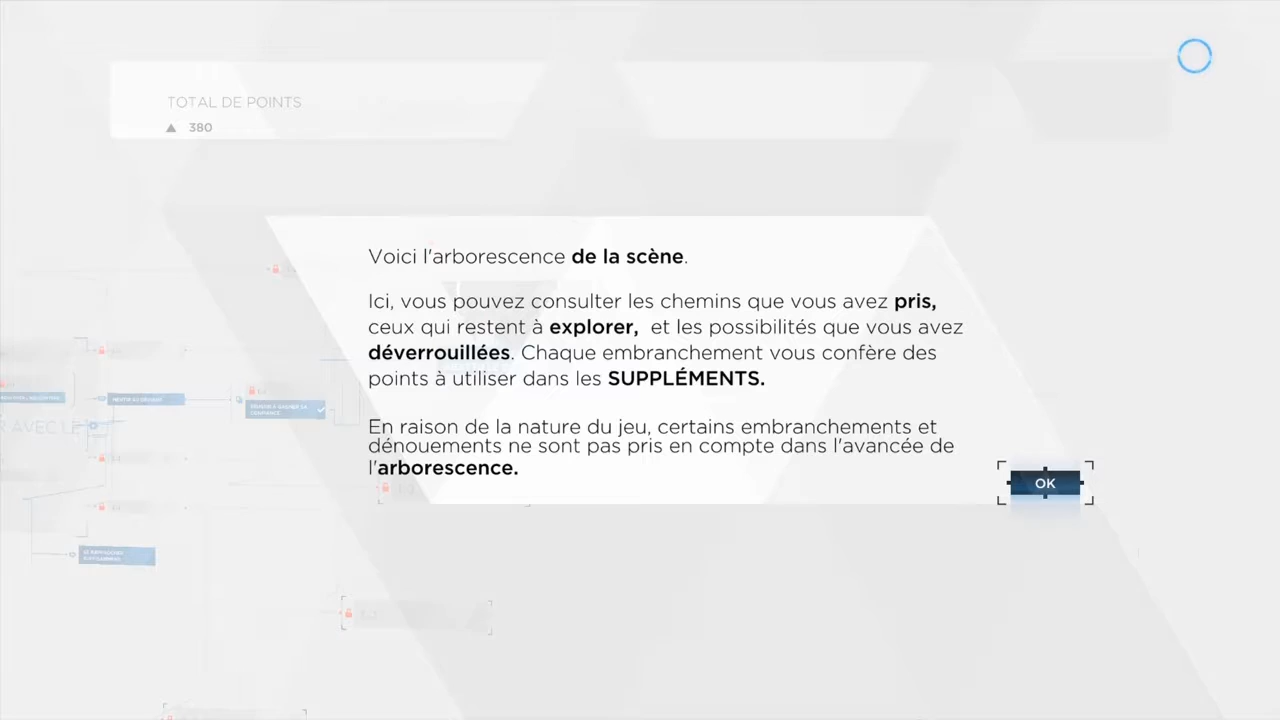 TOTAL DE POINTS
▲ 380
Voici l'arborescence de la scène.
Ici, vous pouvez consulter les chemins que vous avez pris,
ceux qui restent à explorer, et les possibilités que vous avez
déverrouillées. Chaque embranchement vous confère des
points à utiliser dans les SUPPLÉMENTS.
En raison de la nature du jeu, certains embranchements et
dénouements ne sont pas pris en compte dans l'avancée de
l'arborescence.
OK
R AVEC LE